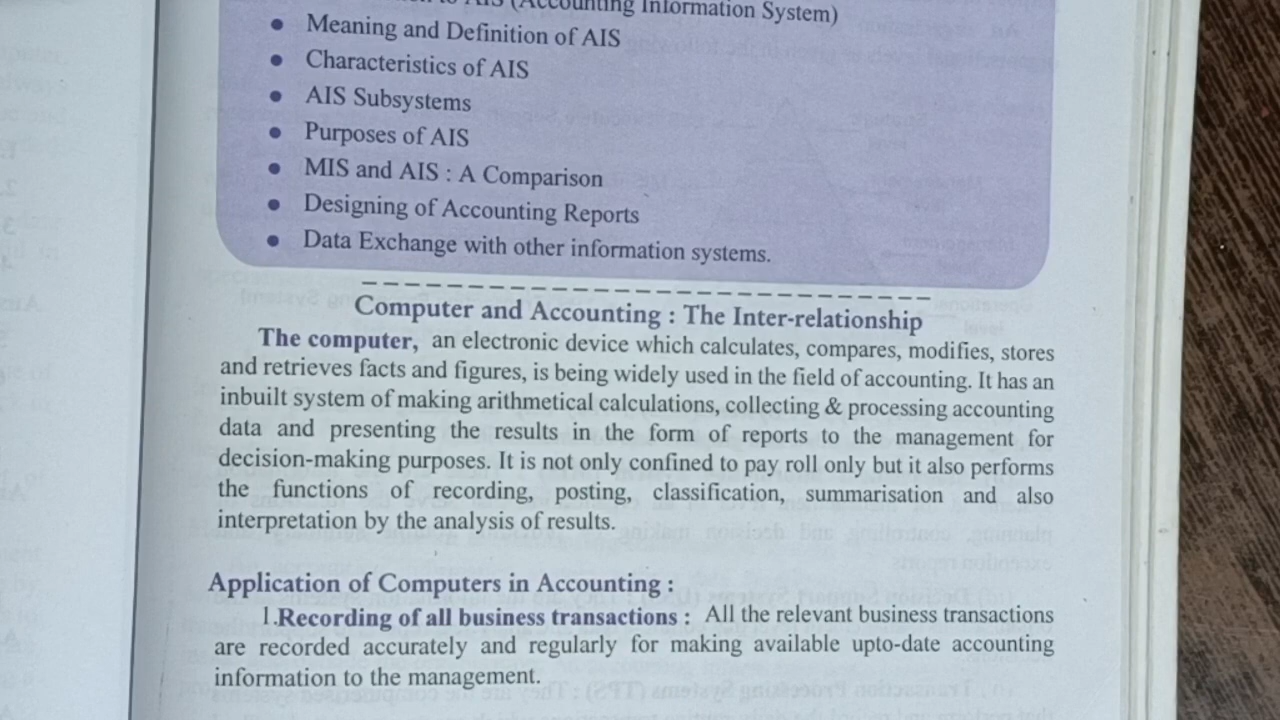 to AIS (Accounting Information System)
• Meaning and Definition of AIS
• Characteristics of AIS
• AIS Subsystems
• Purposes of AIS
• MIS and AIS : A Comparison
• Designing of Accounting Reports
• Data Exchange with other information systems.
Computer and Accounting : The Inter-relationship
The computer, an electronic device which calculates, compares, modifies, stores
and retrieves facts and figures, is being widely used in the field of accounting. It has an
inbuilt system of making arithmetical calculations, collecting & processing accounting
data and presenting the results in the form of reports to the management for
decision-making purposes. It is not only confined to pay roll only but it also performs
the functions of recording, posting, classification, summarisation and also
interpretation by the analysis of results.
Application of Computers in Accounting :
1.Recording of all business transactions : All the relevant business transactions
are recorded accurately and regularly for making available upto-date accounting
information to the management.